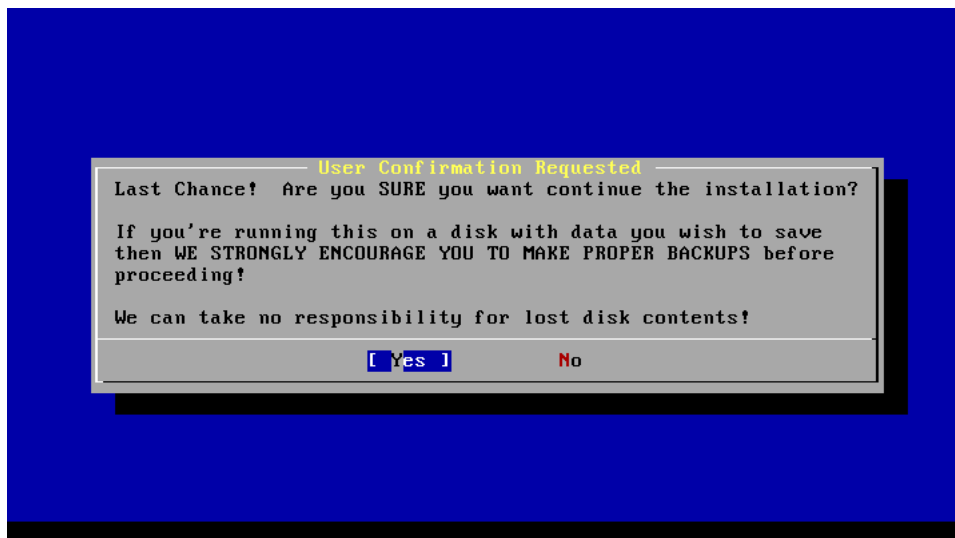 User Confirmation Requested
Last Chance!  Are you SURE you want continue the installation?
If you're running this on a disk with data you wish to save
then WE STRONGLY ENCOURAGE YOU TO MAKE PROPER BACKUPS before
proceeding!
We can take no responsibility for lost disk contents!
[ Yes ]    No